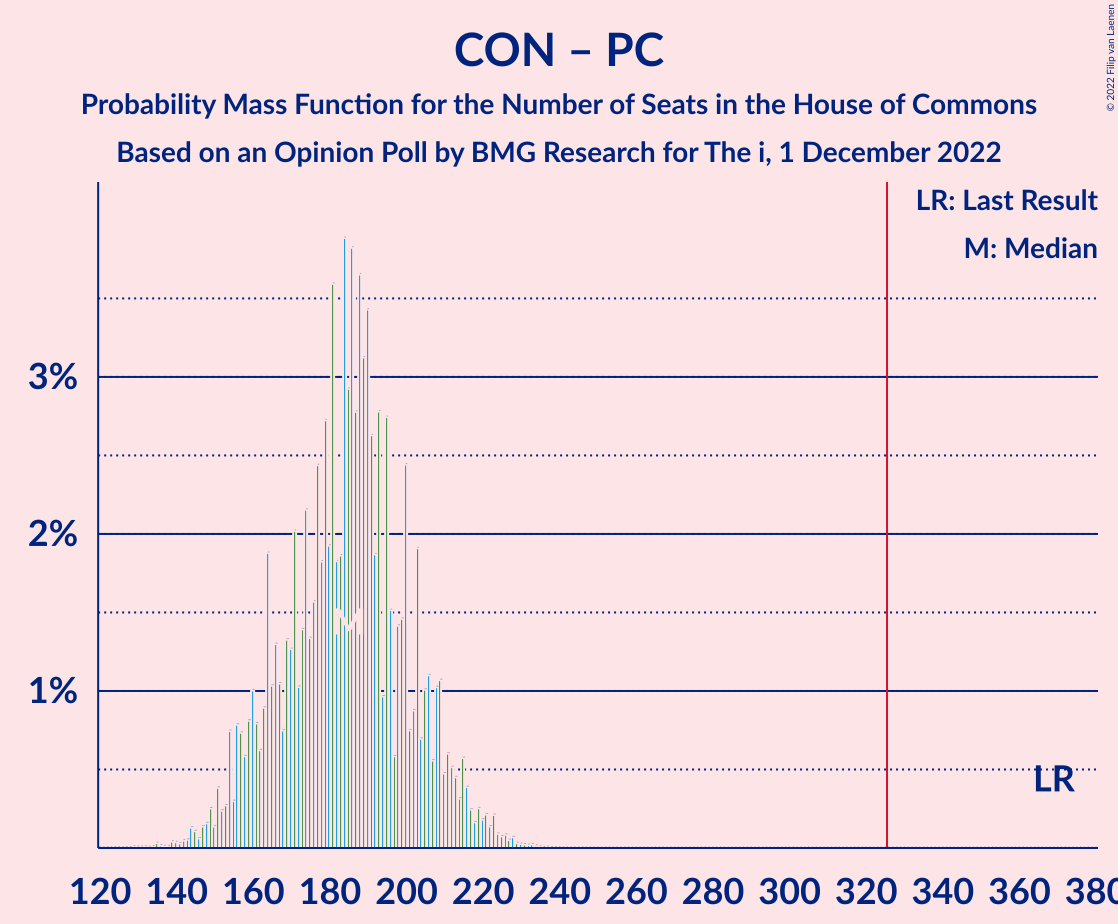 CON – PC
Probability Mass Function for the Number of Seats in the House of Commons
Based on an Opinion Poll by BMG Research for The i, 1 December 2022
© 2022 Filip van Laenen
LR: Last Result
M: Median
3%
2%
1%
M
LR
120 140 160 180 200 220 240 260 280 300 320 340 360 380